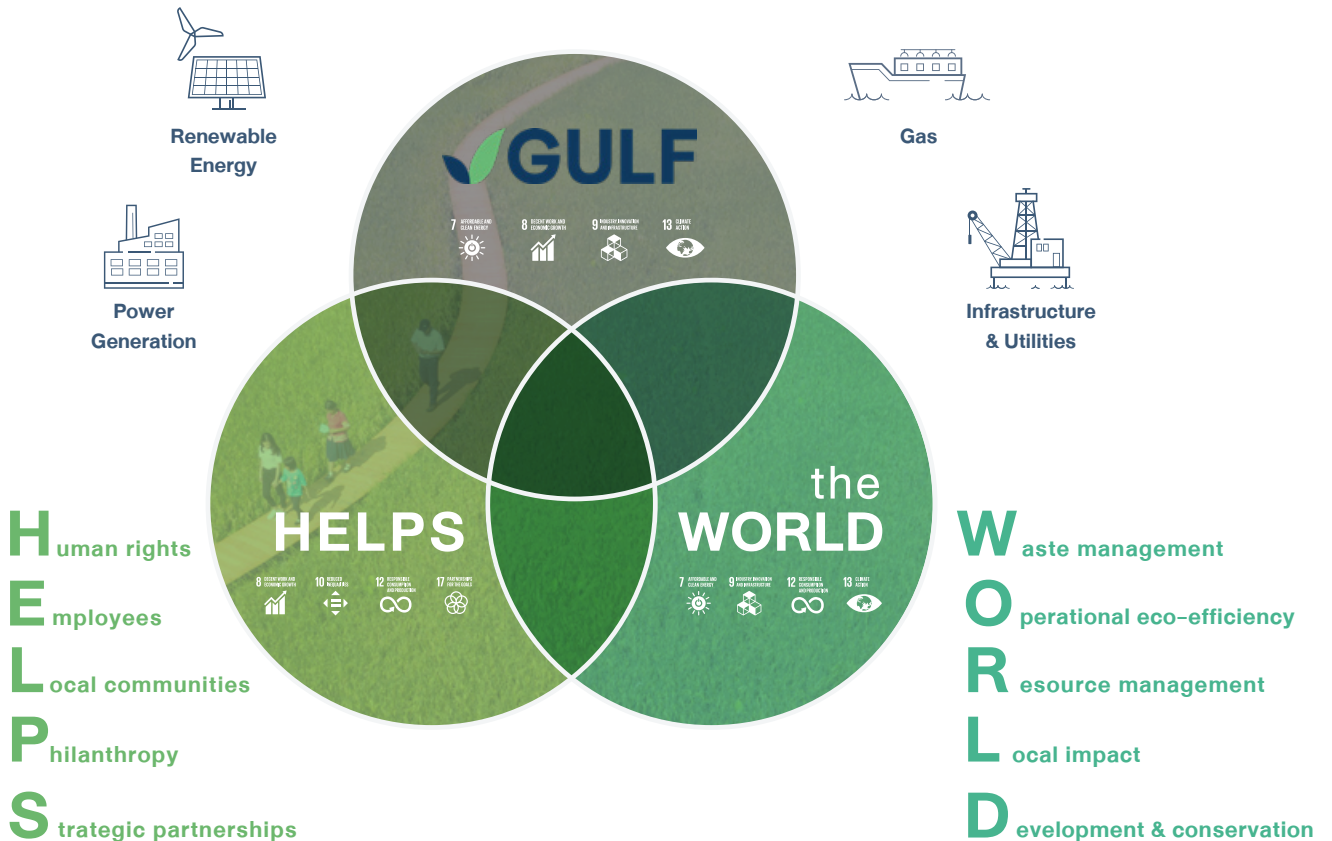 Renewable
Energy
Gas
GULF
7 AFFORDABLE AND
CLEAN ENERGY
8 DECENT WORK AND
ECONOMIC GROWTH
9 INDUSTRY INNOVATION
AND INFRASTRUCTURE
13 CLIMATE
ACTION
Power
Generation
Infrastructure
& Utilities
HELPS
the
WORLD
8 DECENT WORK AND
ECONOMIC GROWTH
10 REDUCED
INEQUALITIES
12 RESPONSIBLE
CONSUMPTION
AND PRODUCTION
17 PARTNERSHIPS
FOR THE GOALS
7 AFFORDABLE AND
CLEAN ENERGY
9 INDUSTRY INNOVATION
AND INFRASTRUCTURE
12 RESPONSIBLE
CONSUMPTION
AND PRODUCTION
13 CLIMATE
ACTION
Human rights
Employees
Local communities
Philanthropy
Strategic partnerships
Waste management
Operational eco-efficiency
Resource management
Local impact
Development & conservation